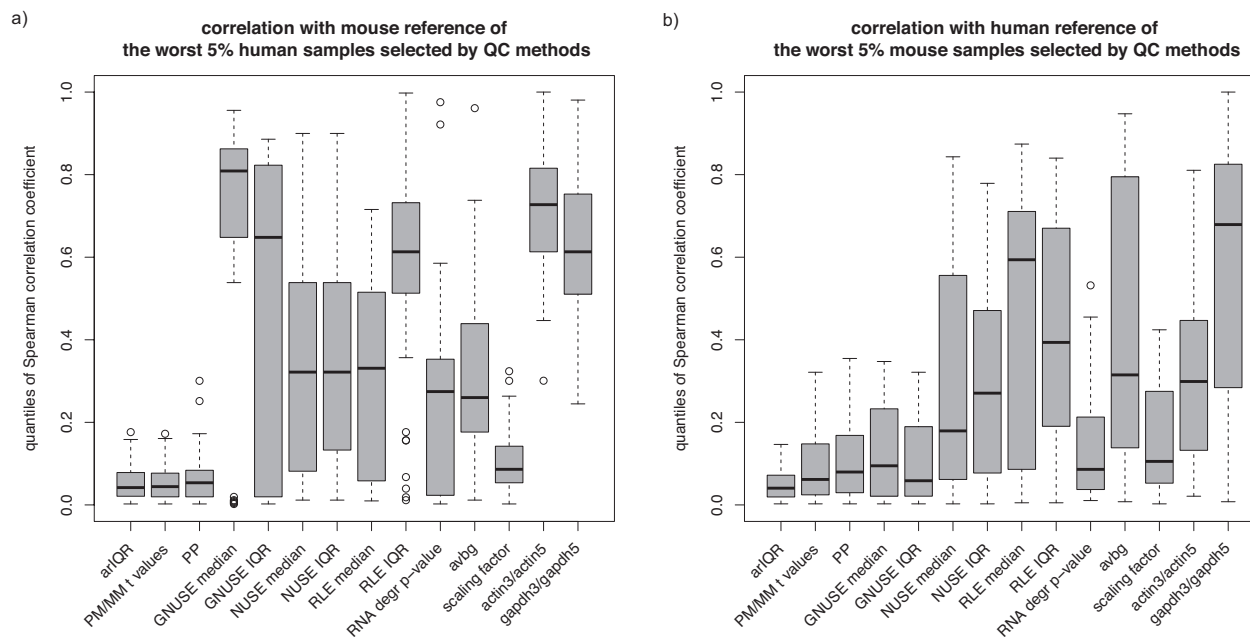 a)
correlation with mouse reference of
the worst 5% human samples selected by QC methods
quantiles of Spearman correlation coefficient
1.0
0.8
0.6
0.4
0.2
0.0
arIQR
PM/MM t values
PP
GNUSE median
GNUSE IQR
NUSE median
NUSE IQR
RLE median
RLE IQR
RNA degr p−value
avbg
scaling factor
actin3/actin5
gapdh3/gapdh5
b)
correlation with human reference of
the worst 5% mouse samples selected by QC methods
quantiles of Spearman correlation coefficient
1.0
0.8
0.6
0.4
0.2
0.0
arIQR
PM/MM t values
PP
GNUSE median
GNUSE IQR
NUSE median
NUSE IQR
RLE median
RLE IQR
RNA degr p−value
avbg
scaling factor
actin3/actin5
gapdh3/gapdh5